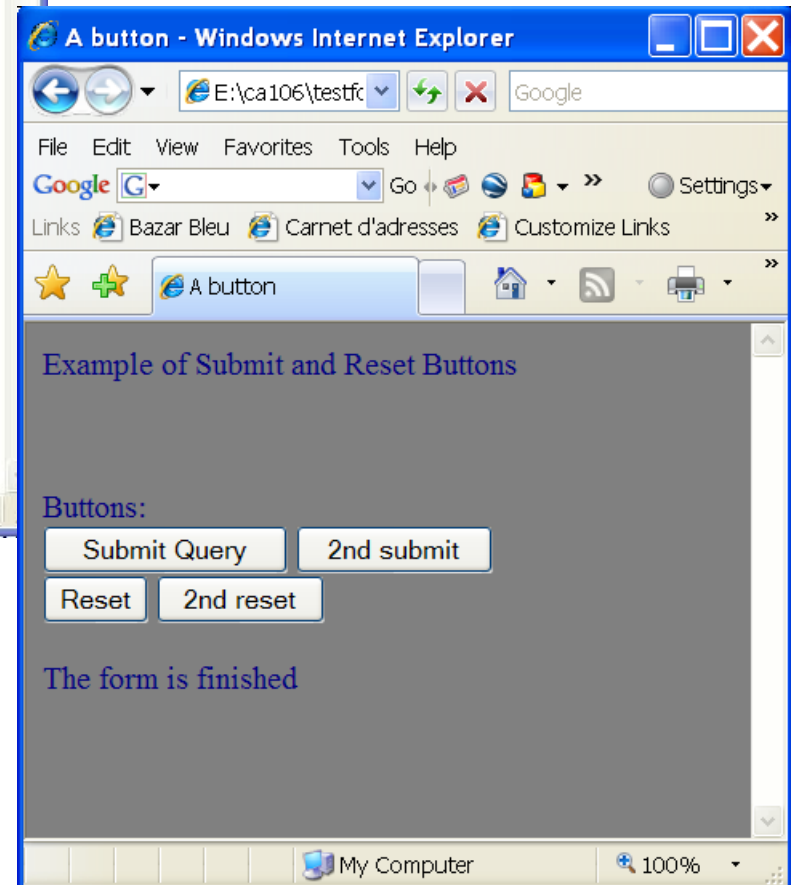 A button - Windows Internet Explorer
E:\ca106\testfc Google
File Edit View Favorites Tools Help
Google G Go » Settings
Links Bazar Bleu Carnet d'adresses Customize Links »
A button »
Example of Submit and Reset Buttons
Buttons:
Submit Query 2nd submit
Reset 2nd reset
The form is finished
My Computer 100%